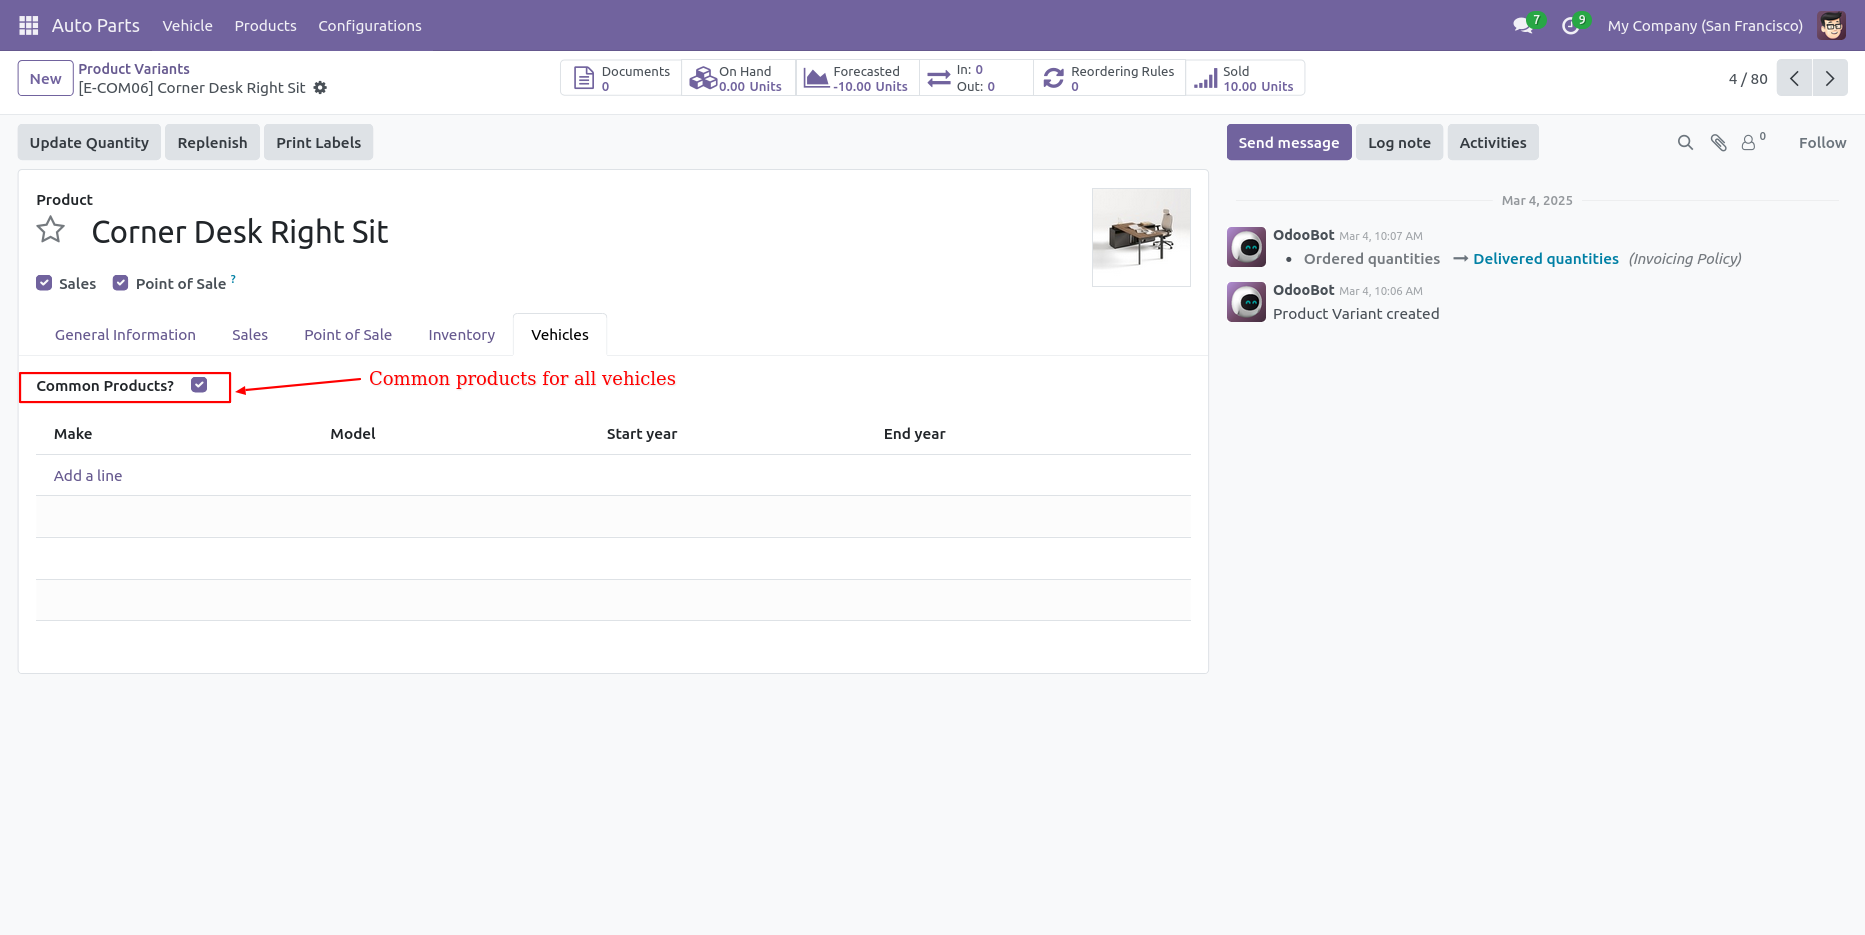 Auto Parts Vehicle Products Configurations 7 9 My Company (San Francisco)
New Product Variants
[E-COM06] Corner Desk Right Sit
Documents 0
On Hand 0.00 Units
Forecasted -10.00 Units
In: 0
Out: 0
Reordering Rules 0
Sold 10.00 Units
4 / 80
Update Quantity Replenish Print Labels
Send message Log note Activities 0 Follow
Product
Corner Desk Right Sit
Sales Point of Sale ?
General Information Sales Point of Sale Inventory Vehicles
Common Products? Common products for all vehicles
Make Model Start year End year
Add a line
Mar 4, 2025
OdooBot Mar 4, 10:07 AM
• Ordered quantities → Delivered quantities (Invoicing Policy)
OdooBot Mar 4, 10:06 AM
Product Variant created